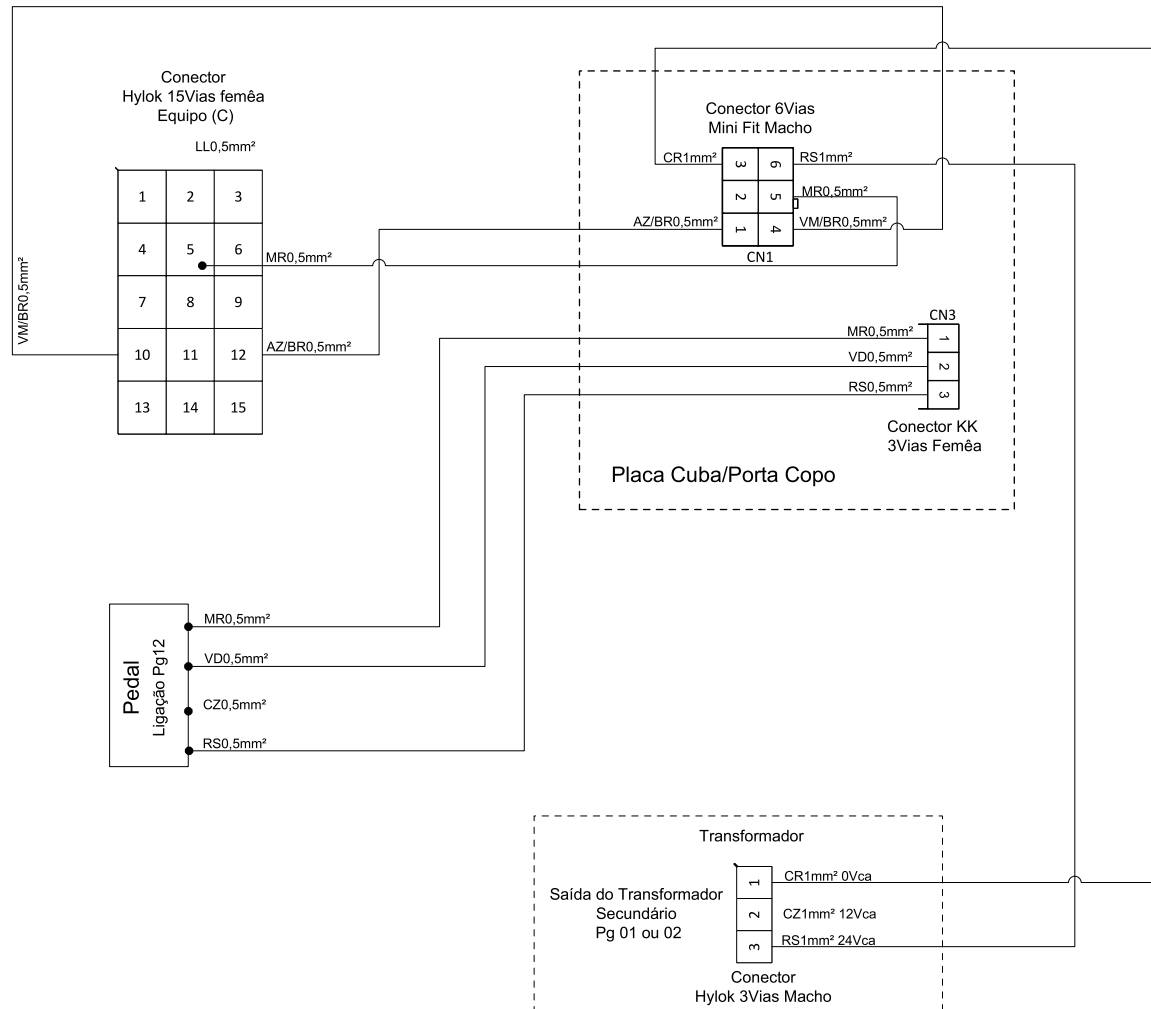 Conector
Hylok 15Vias femêa
Equipo (C)
LL0,5mm²
1 2 3
4 5 6
7 8 9
10 11 12
13 14 15
MR0,5mm²
AZ/BR0,5mm²
VM/BR0,5mm²
Conector 6Vias
Mini Fit Macho
CR1mm² 3 6 RS1mm²
2 5 MR0,5mm²
AZ/BR0,5mm² 1 4 VM/BR0,5mm²
CN1
CN3
MR0,5mm² 1
VD0,5mm² 2
RS0,5mm² 3
Conector KK
3Vias Femêa
Placa Cuba/Porta Copo
Pedal
Ligação Pg12
MR0,5mm²
VD0,5mm²
CZ0,5mm²
RS0,5mm²
Transformador
Saída do Transformador
Secundário
Pg 01 ou 02
1 CR1mm² 0Vca
2 CZ1mm² 12Vca
3 RS1mm² 24Vca
Conector
Hylok 3Vias Macho